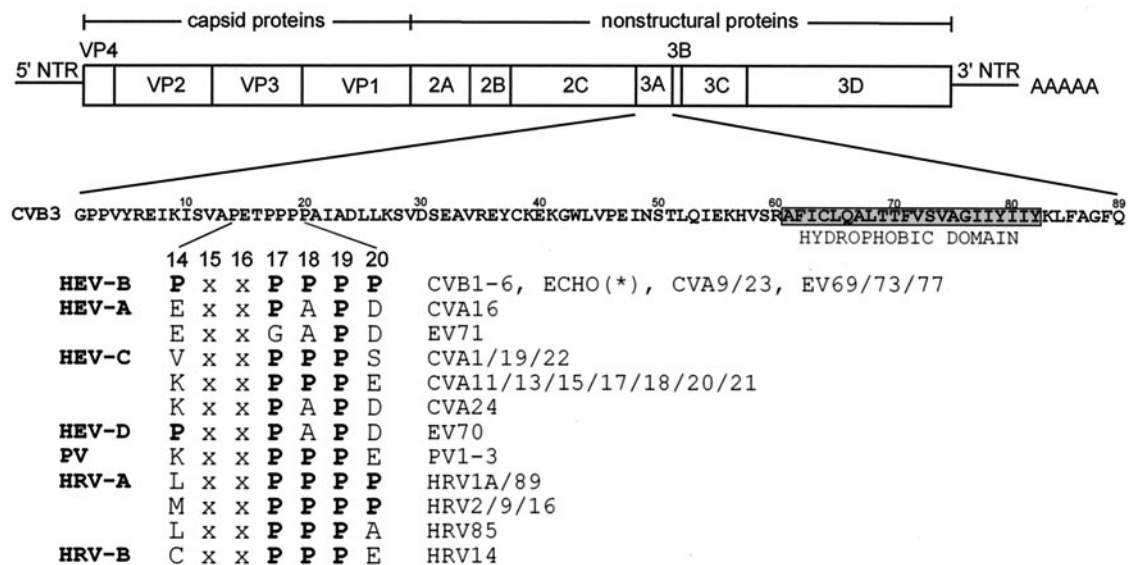 capsid proteins nonstructural proteins
VP4 3B
5' NTR VP2 VP3 VP1 2A 2B 2C 3A 3C 3D 3' NTR AAAAA
10 20 30 40 50 60 70 80 89
CVB3 GPPVYREIKISVAPETPPPPAIADLLKSVDSEAVREYCKEKGWLVPEINSTLQIEKHVSRAFICLQALTTFVSVAGIIYIIYKLFAGFQ
HYDROPHOBIC DOMAIN
14 15 16 17 18 19 20
HEV-B P x x P P P P CVB1-6, ECHO(*), CVA9/23, EV69/73/77
HEV-A E x x P A P D CVA16
E x x G A P D EV71
HEV-C V x x P P P S CVA1/19/22
K x x P P P E CVA11/13/15/17/18/20/21
K x x P A P D CVA24
HEV-D P x x P A P D EV70
PV K x x P P P E PV1-3
HRV-A L x x P P P P HRV1A/89
M x x P P P P HRV2/9/16
L x x P P P A HRV85
HRV-B C x x P P P E HRV14